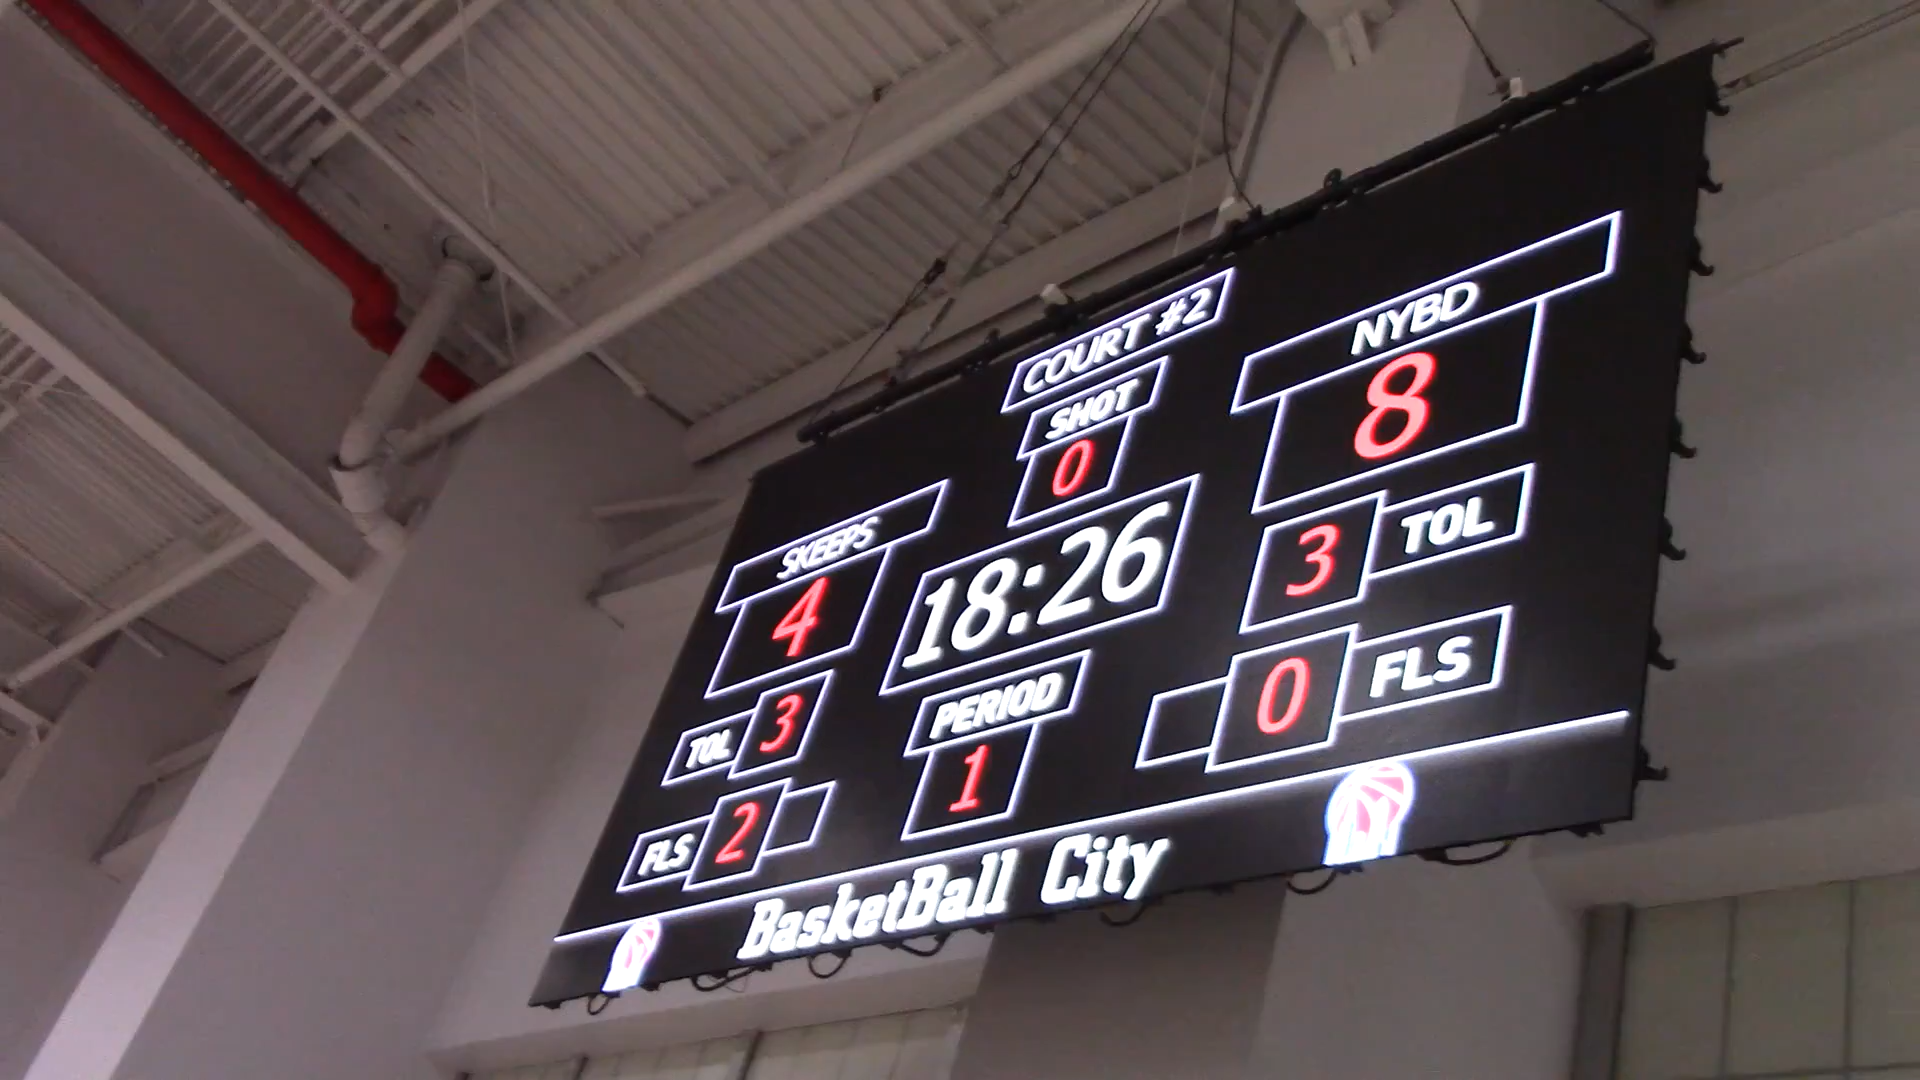 COURT #2
SHOT
0
SKEEPS
4
18:26
NYBD
8
TOL 3
3 TOL
PERIOD
1
FLS 2
0 FLS
BasketBall City